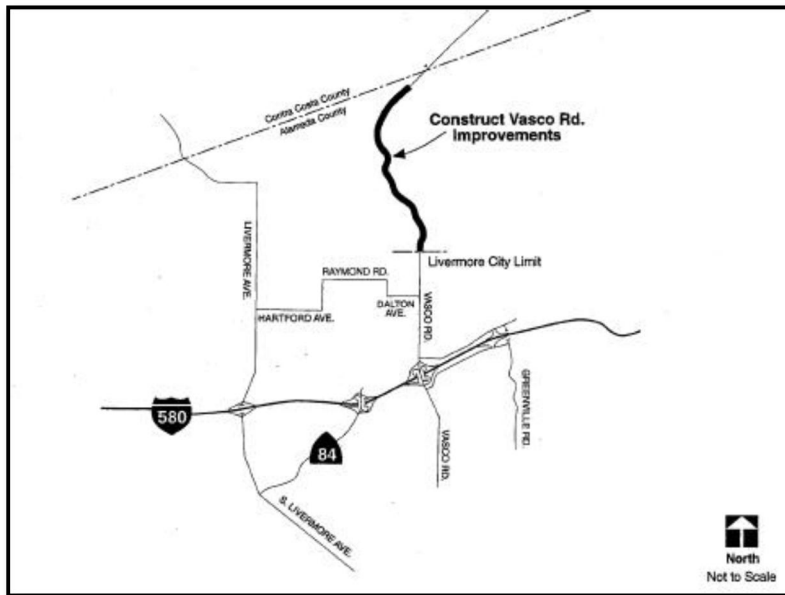 Contra Costa County
Alameda County
Construct Vasco Rd.
Improvements
LIVERMORE AVE.
Livermore City Limit
RAYMOND RD.
HARTFORD AVE.
DALTON
AVE.
VASCO RD.
GREENVILLE RD.
580
84
VASCO RD.
S. LIVERMORE AVE.
North
Not to Scale